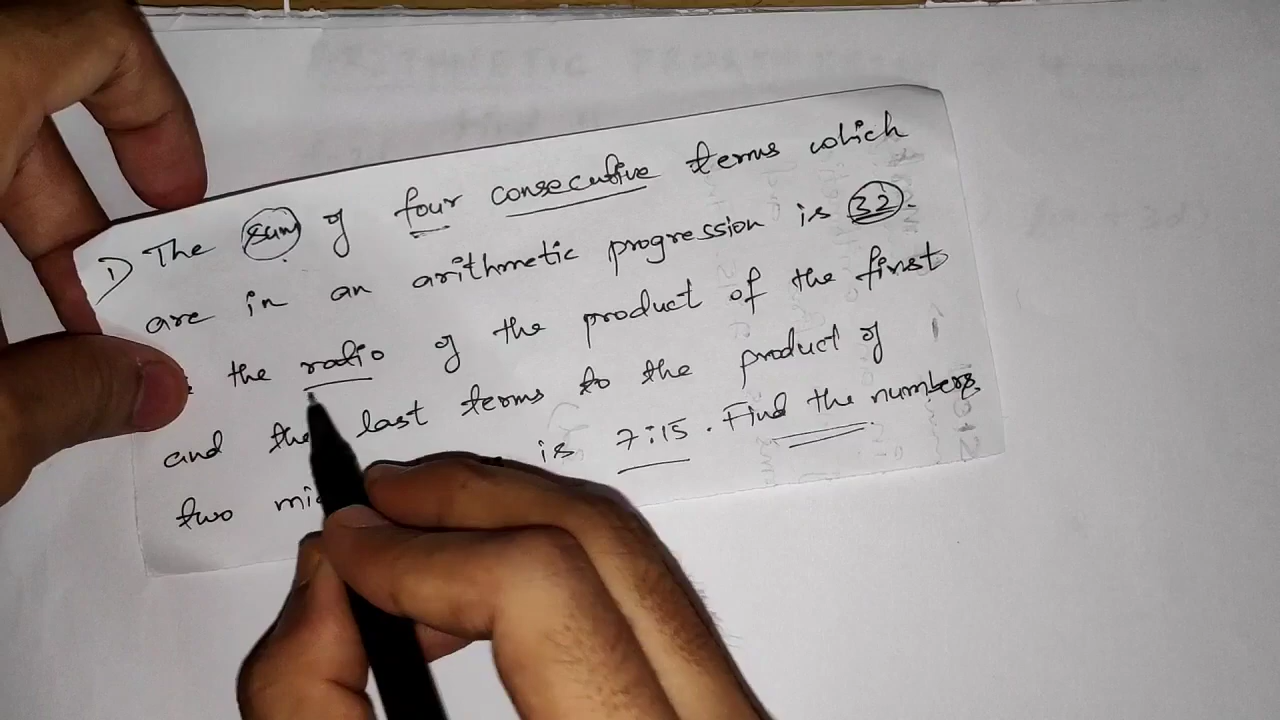 1) The sum of four consecutive terms which
are in an arithmetic progression is 32.
the ratio of the product of the first
and the last terms to the product of
two is 7:15. Find the numbers.